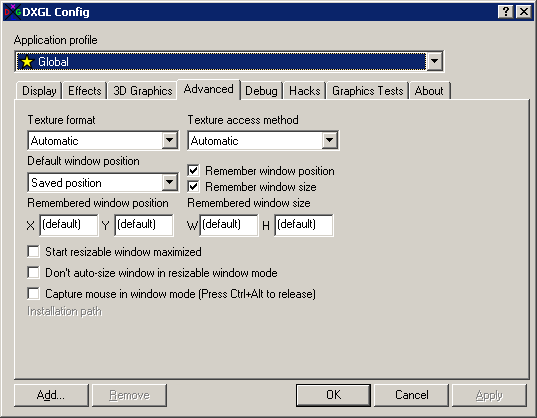 DXGL Config
Application profile
Global
Display Effects 3D Graphics Advanced Debug Hacks Graphics Tests About
Texture format Texture access method
Automatic Automatic
Default window position
Saved position
Remember window position
Remember window size
Remembered window position Remembered window size
X (default) Y (default) W (default) H (default)
Start resizable window maximized
Don't auto-size window in resizable window mode
Capture mouse in window mode (Press Ctrl+Alt to release)
Installation path
Add... Remove OK Cancel Apply